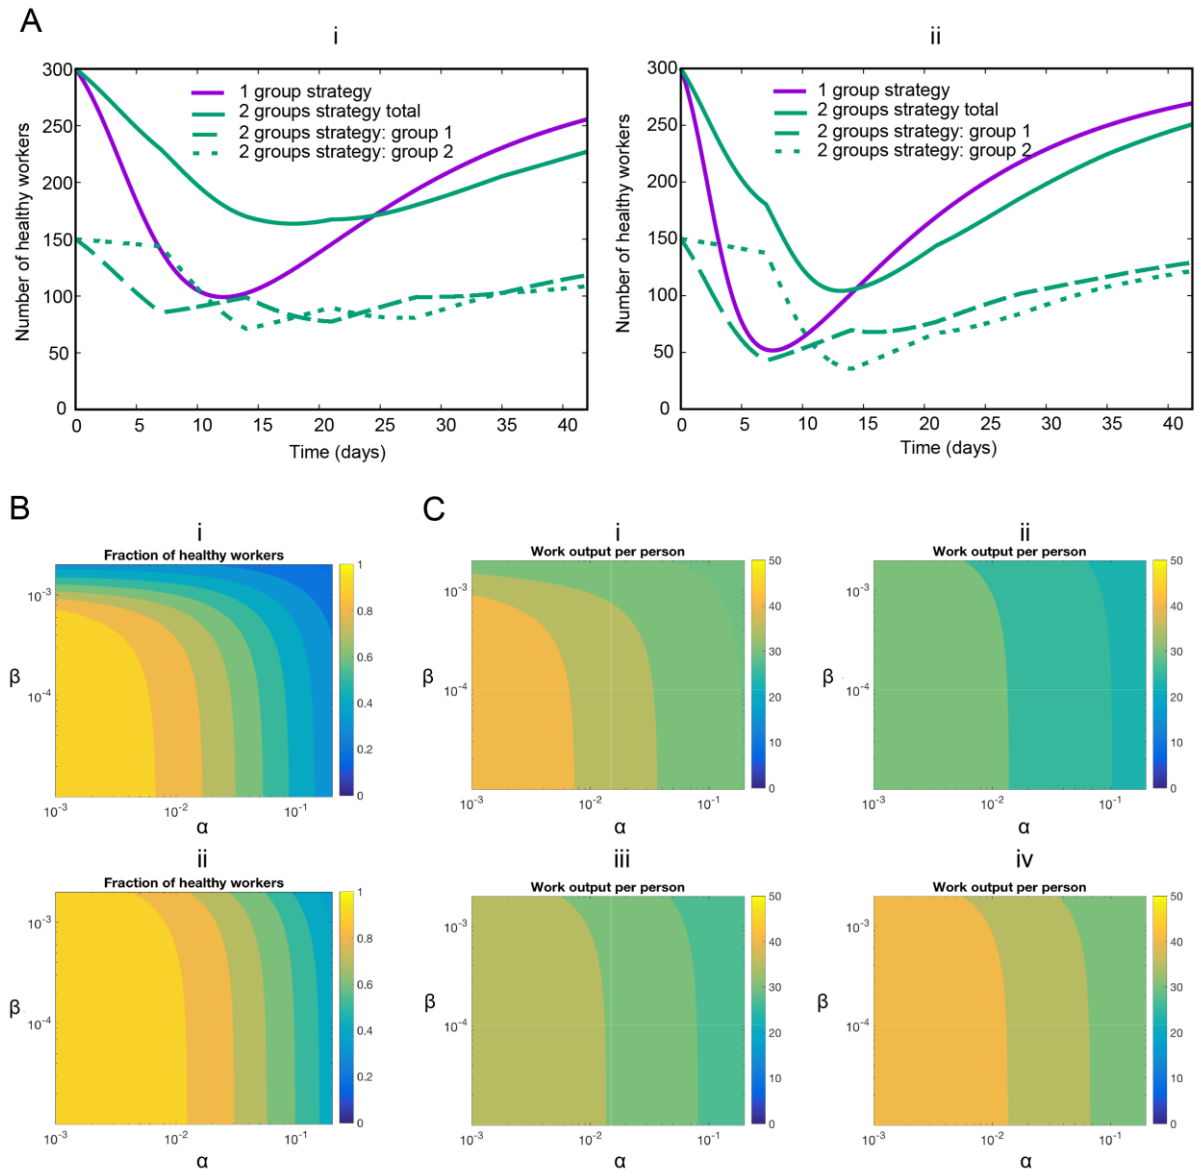 A
i
300
250
200
150
100
50
0
Number of healthy workers
1 group strategy
2 groups strategy total
2 groups strategy: group 1
2 groups strategy: group 2
0 5 10 15 20 25 30 35 40
Time (days)
ii
300
250
200
150
100
50
0
Number of healthy workers
1 group strategy
2 groups strategy total
2 groups strategy: group 1
2 groups strategy: group 2
0 5 10 15 20 25 30 35 40
Time (days)
B
i
Fraction of healthy workers
β
10⁻³
10⁻⁴
10⁻³ 10⁻² 10⁻¹
α
1
0.8
0.6
0.4
0.2
0
ii
Fraction of healthy workers
β
10⁻³
10⁻⁴
10⁻³ 10⁻² 10⁻¹
α
1
0.8
0.6
0.4
0.2
0
C
i
Work output per person
β
10⁻³
10⁻⁴
10⁻³ 10⁻² 10⁻¹
α
50
40
30
20
10
0
ii
Work output per person
β
10⁻³
10⁻⁴
10⁻³ 10⁻² 10⁻¹
α
50
40
30
20
10
0
iii
Work output per person
β
10⁻³
10⁻⁴
10⁻³ 10⁻² 10⁻¹
α
50
40
30
20
10
0
iv
Work output per person
β
10⁻³
10⁻⁴
10⁻³ 10⁻² 10⁻¹
α
50
40
30
20
10
0